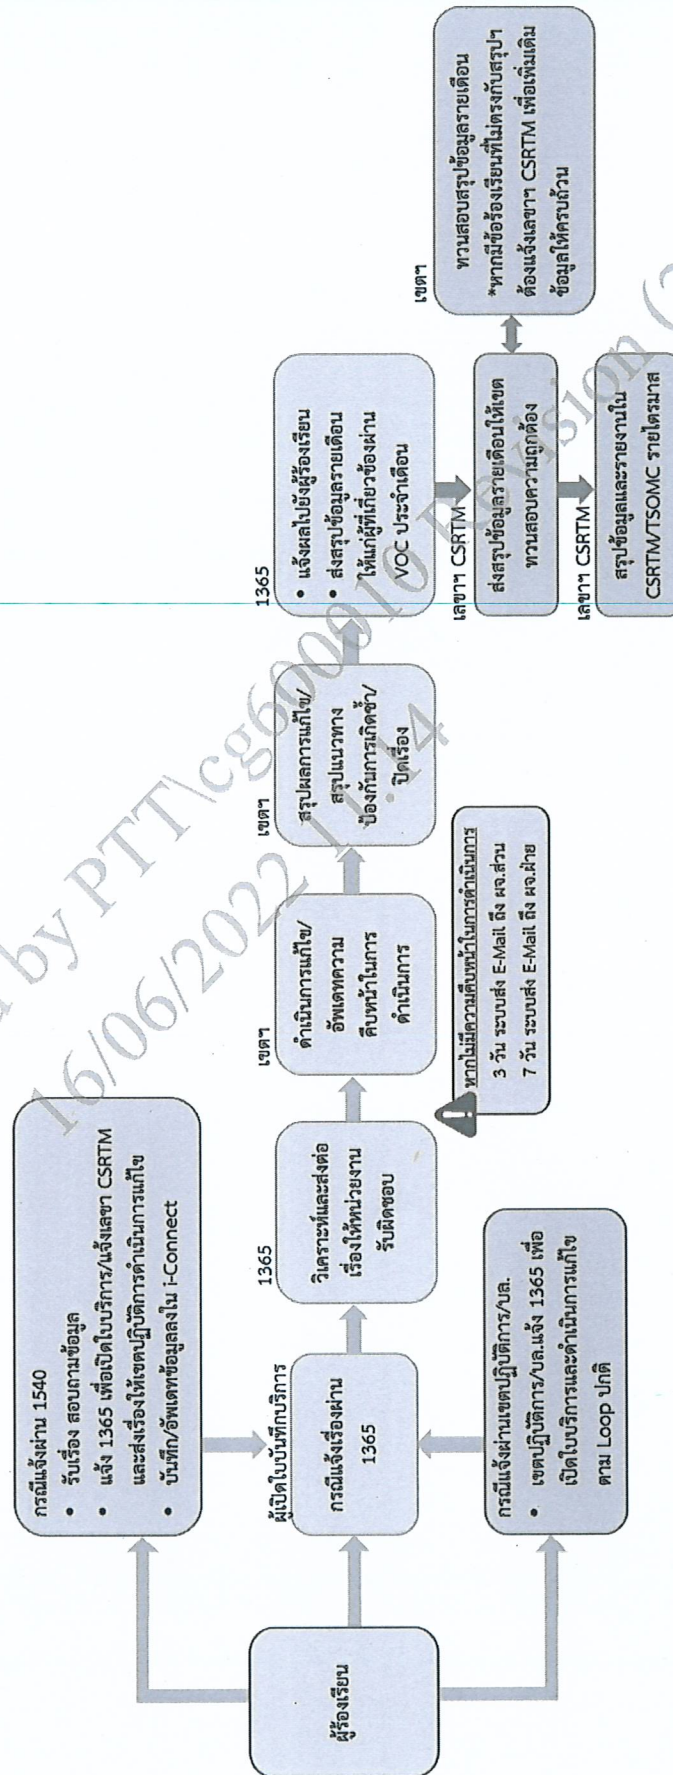 ผู้ร้องเรียน
กรณีแจ้งผ่าน 1540
• รับเรื่อง สอบถามข้อมูล
• แจ้ง 1365 เพื่อเปิดใบบริการ/แจ้งเลขา CSRTM
และส่งเรื่องให้เขตปฏิบัติการดำเนินการแก้ไข
• บันทึก/อัพเดทข้อมูลลงใน i-Connect
ผู้เปิดใบบันทึกบริการ
กรณีแจ้งเรื่องผ่าน
1365
กรณีแจ้งผ่านเขตปฏิบัติการ/บล.
• เขตปฏิบัติการ/บล.แจ้ง 1365 เพื่อ
เปิดใบบริการและดำเนินการแก้ไข
ตาม Loop ปกติ
1365
วิเคราะห์และส่งต่อ
เรื่องให้หน่วยงาน
รับผิดชอบ
เขตฯ
ดำเนินการแก้ไข/
อัพเดทความ
คืบหน้าในการ
ดำเนินการ
หากไม่มีความคืบหน้าในการดำเนินการ
3 วัน ระบบส่ง E-Mail ถึง ผจ.ส่วน
7 วัน ระบบส่ง E-Mail ถึง ผจ.ฝ่าย
เขตฯ
สรุปผลการแก้ไข/
สรุปแนวทาง
ป้องกันการเกิดซ้ำ/
ปิดเรื่อง
1365
• แจ้งผลไปยังผู้ร้องเรียน
• ส่งสรุปข้อมูลรายเดือน
ให้แก่ผู้ที่เกี่ยวข้องผ่าน
VOC ประจำเดือน
เลขาฯ CSRTM
ส่งสรุปข้อมูลรายเดือนให้เขต
ทวนสอบความถูกต้อง
เขตฯ
ทวนสอบสรุปข้อมูลรายเดือน
*หากมีข้อร้องเรียนที่ไม่ตรงกับสรุปฯ
ต้องแจ้งเลขาฯ CSRTM เพื่อเพิ่มเติม
ข้อมูลให้ครบถ้วน
เลขาฯ CSRTM
สรุปข้อมูลและรายงานใน
CSRTM/TSOMC รายไตรมาส
by PTT\cg600010 Revision (
16/06/2022 11:14